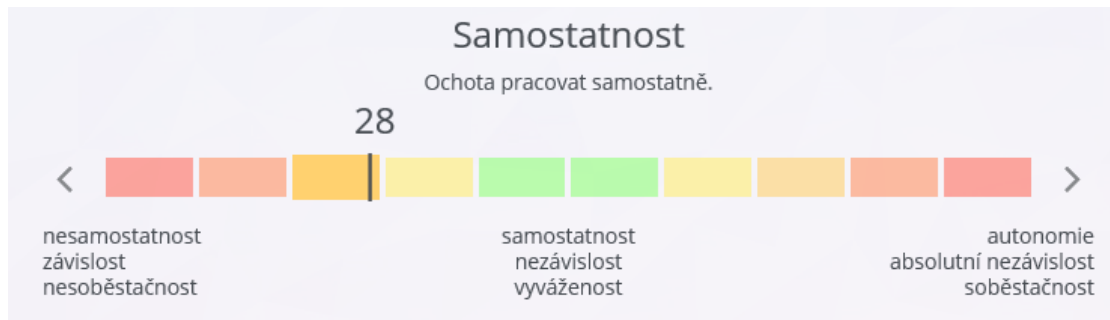 Samostatnost
Ochota pracovat samostatně.
28
nesamostatnost
závislost
nesoběstačnost
samostatnost
nezávislost
vyváženost
autonomie
absolutní nezávislost
soběstačnost